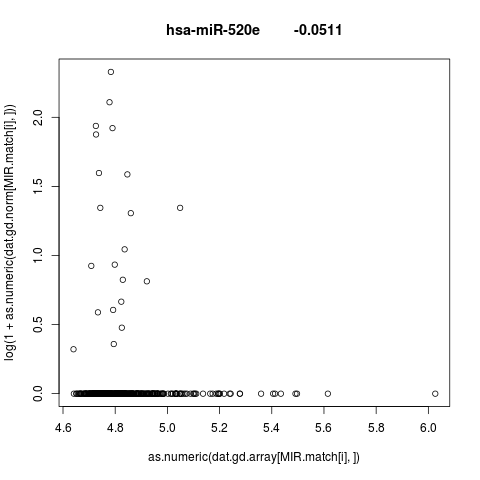 hsa-miR-520e -0.0511
log(1 + as.numeric(dat.gd.norm[MIR.match[i], ]))
2.0
1.5
1.0
0.5
0.0
4.6 4.8 5.0 5.2 5.4 5.6 5.8 6.0
as.numeric(dat.gd.array[MIR.match[i], ])